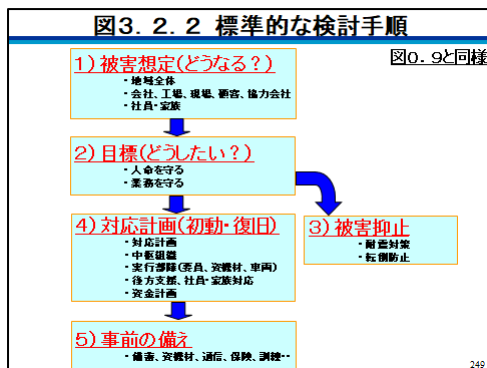 図3．2．2 標準的な検討手順
図0．9と同様
1)被害想定(どうなる？)
・地域全体
・会社、工場、現場、顧客、協力会社
・社員・家族
2)目標(どうしたい？)
・人命を守る
・業務を守る
4)対応計画(初動・復旧)
・対応計画
・中枢組織
・実行部隊(要員、資機材、車両)
・後方支援、社員・家族対応
・資金計画
3)被害抑止
・耐震対策
・転倒防止
5)事前の備え
・備蓄、資機材、通信、保険、訓練・・
249